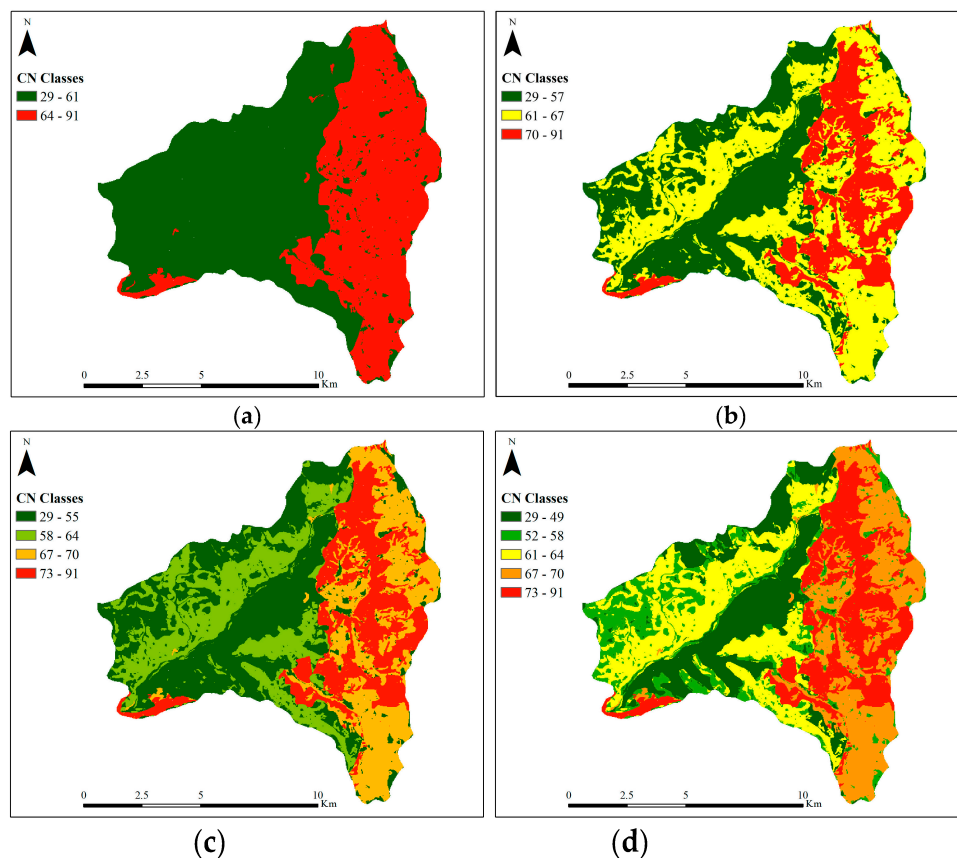 N
CN Classes
29 - 61
64 - 91
0 2.5 5 10
Km
(a)
N
CN Classes
29 - 57
61 - 67
70 - 91
0 2.5 5 10
Km
(b)
N
CN Classes
29 - 55
58 - 64
67 - 70
73 - 91
0 2.5 5 10
Km
(c)
N
CN Classes
29 - 49
52 - 58
61 - 64
67 - 70
73 - 91
0 2.5 5 10
Km
(d)